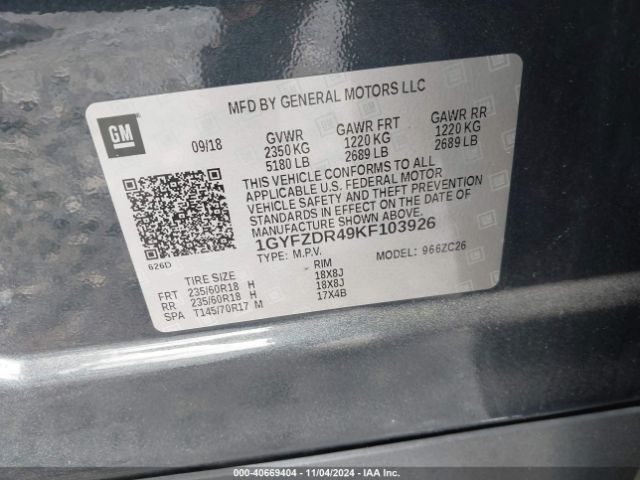 MFD BY GENERAL MOTORS LLC
GM
09/18
GVWR
2350 KG
5180 LB
GAWR FRT
1220 KG
2689 LB
GAWR RR
1220 KG
2689 LB
THIS VEHICLE CONFORMS TO ALL
APPLICABLE U.S. FEDERAL MOTOR
VEHICLE SAFETY AND THEFT PREVENTION
STANDARDS IN EFFECT ON THE DATE OF
MANUFACTURE SHOWN ABOVE.
1GYFZDR49KF103926
TYPE: M.P.V.
MODEL: 966ZC26
626D
TIRE SIZE RIM
FRT 235/60R18 H 18X8J
RR 235/60R18 H 18X8J
SPA T145/70R17 M 17X4B
000-40669404 - 11/04/2024 - IAA Inc.